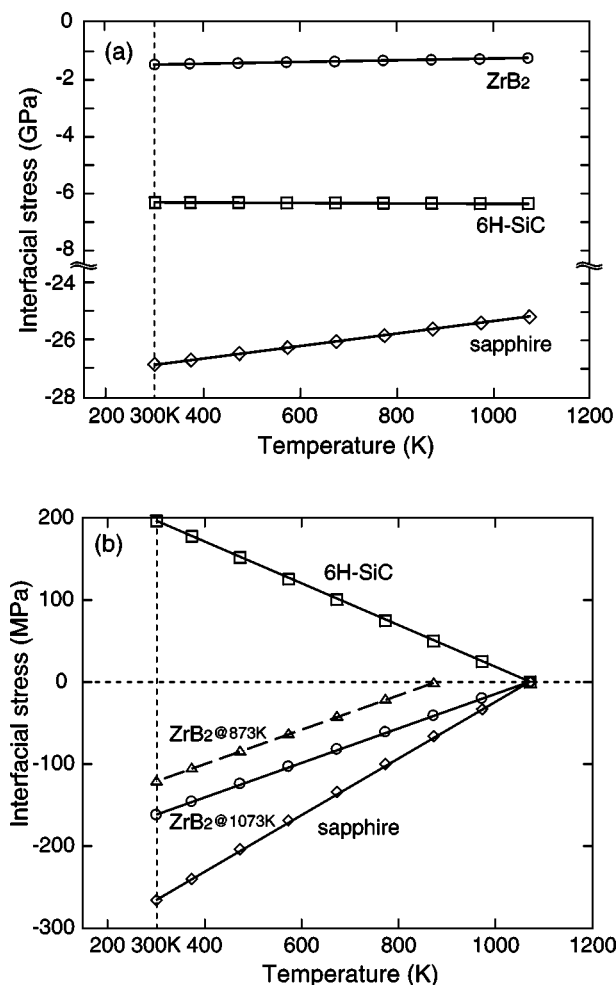 0
(a)
ZrB2
-2
-4
6H-SiC
-6
-8
-24
sapphire
-26
-28
Interfacial stress (GPa)
200 300K 400 600 800 1000 1200
Temperature (K)
200
(b)
6H-SiC
100
0
ZrB2@873K
-100
ZrB2@1073K
sapphire
-200
-300
Interfacial stress (MPa)
200 300K 400 600 800 1000 1200
Temperature (K)